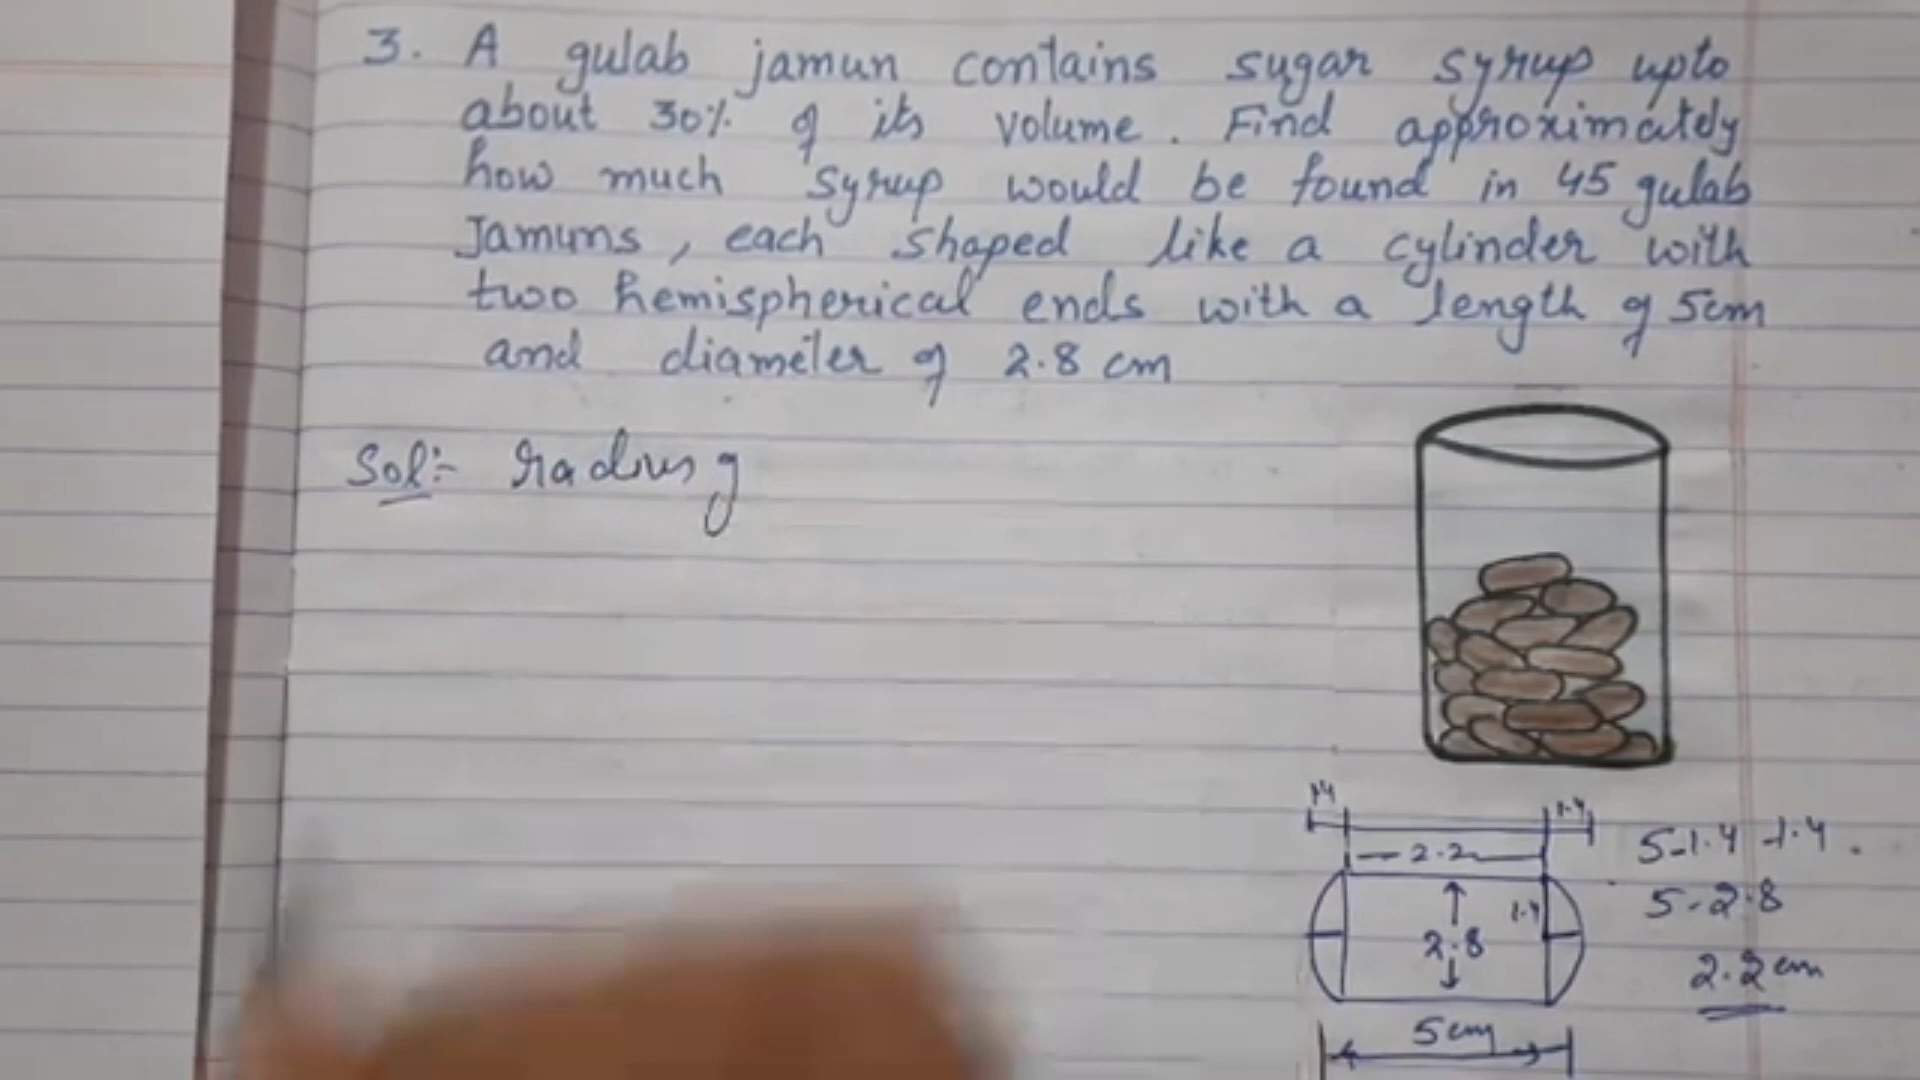 3. A gulab jamun contains sugar syrup upto
about 30% of its volume. Find approximately
how much syrup would be found in 45 gulab
Jamuns, each shaped like a cylinder with
two hemispherical ends with a length of 5cm
and diameter of 2.8 cm
Sol:- radius of
1.4 1.4
2.2
5-1.4-1.4.
5-2.8
1.4
2.8
2.2cm
5cm